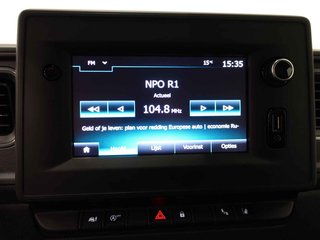 FM 15° 15:35
NPO R1
Actueel
104.8 MHz
Geld of je leven: plan voor redding Europese auto | economie Ru-
Lijst Voorinst Opties